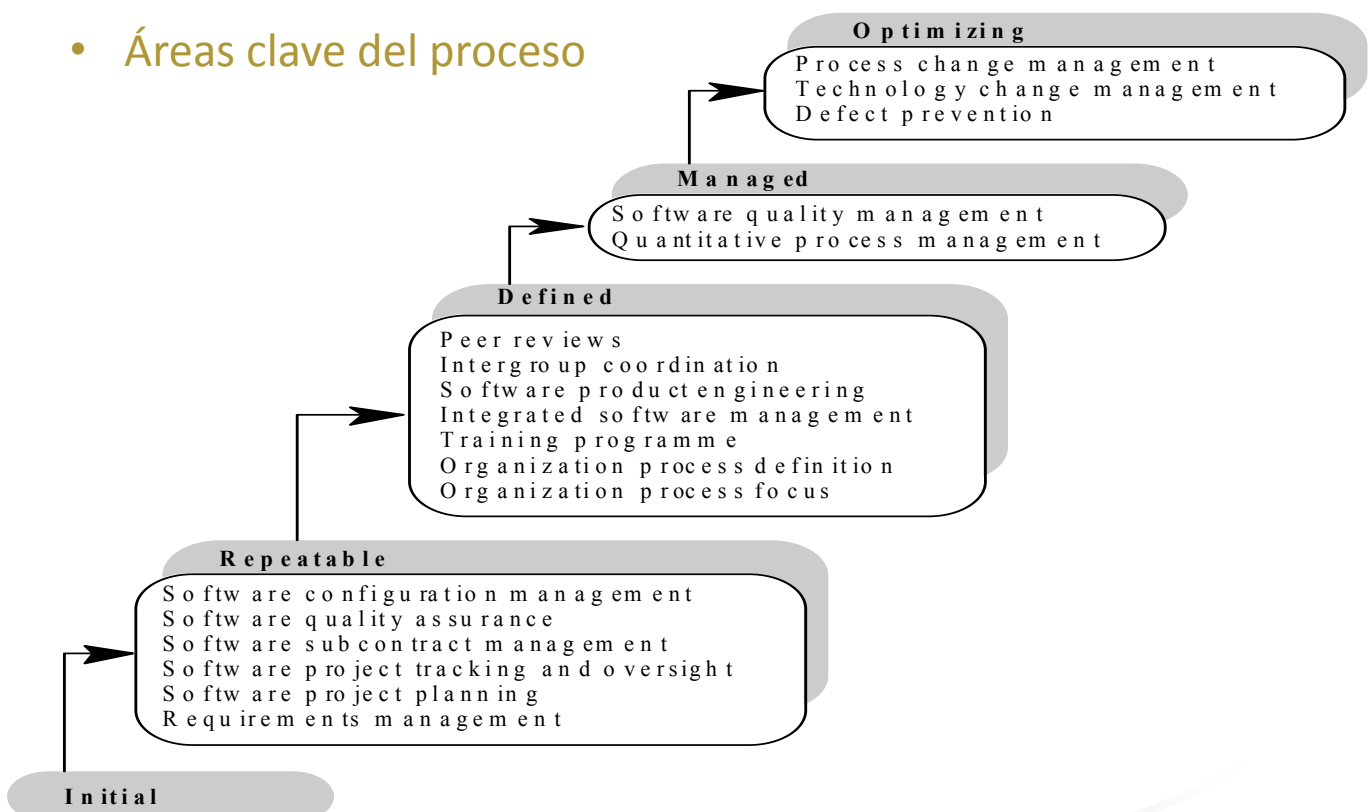 • Áreas clave del proceso
Optimizing
Process change management
Technology change management
Defect prevention
Managed
Software quality management
Quantitative process management
Defined
Peer reviews
Intergroup coordination
Software product engineering
Integrated software management
Training programme
Organization process definition
Organization process focus
Repeatable
Software configuration management
Software quality assurance
Software subcontract management
Software project tracking and oversight
Software project planning
Requirements management
Initial